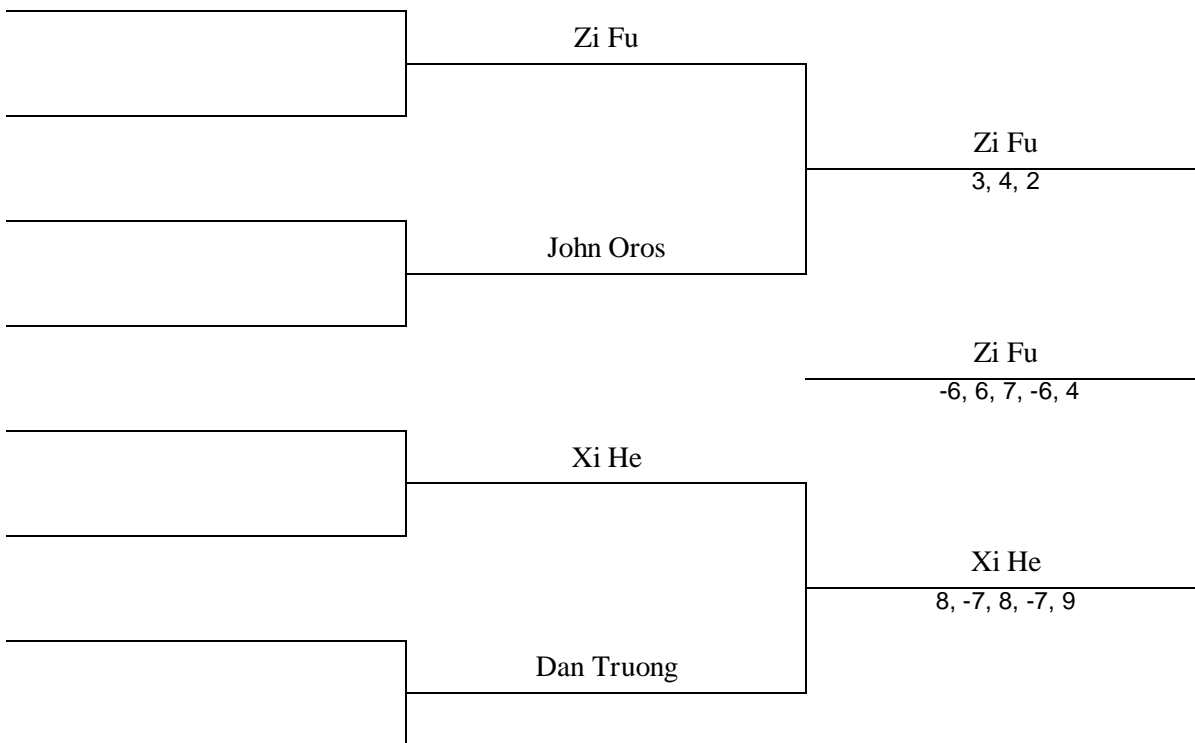 Zi Fu
Zi Fu
3, 4, 2
John Oros
Zi Fu
-6, 6, 7, -6, 4
Xi He
Xi He
8, -7, 8, -7, 9
Dan Truong